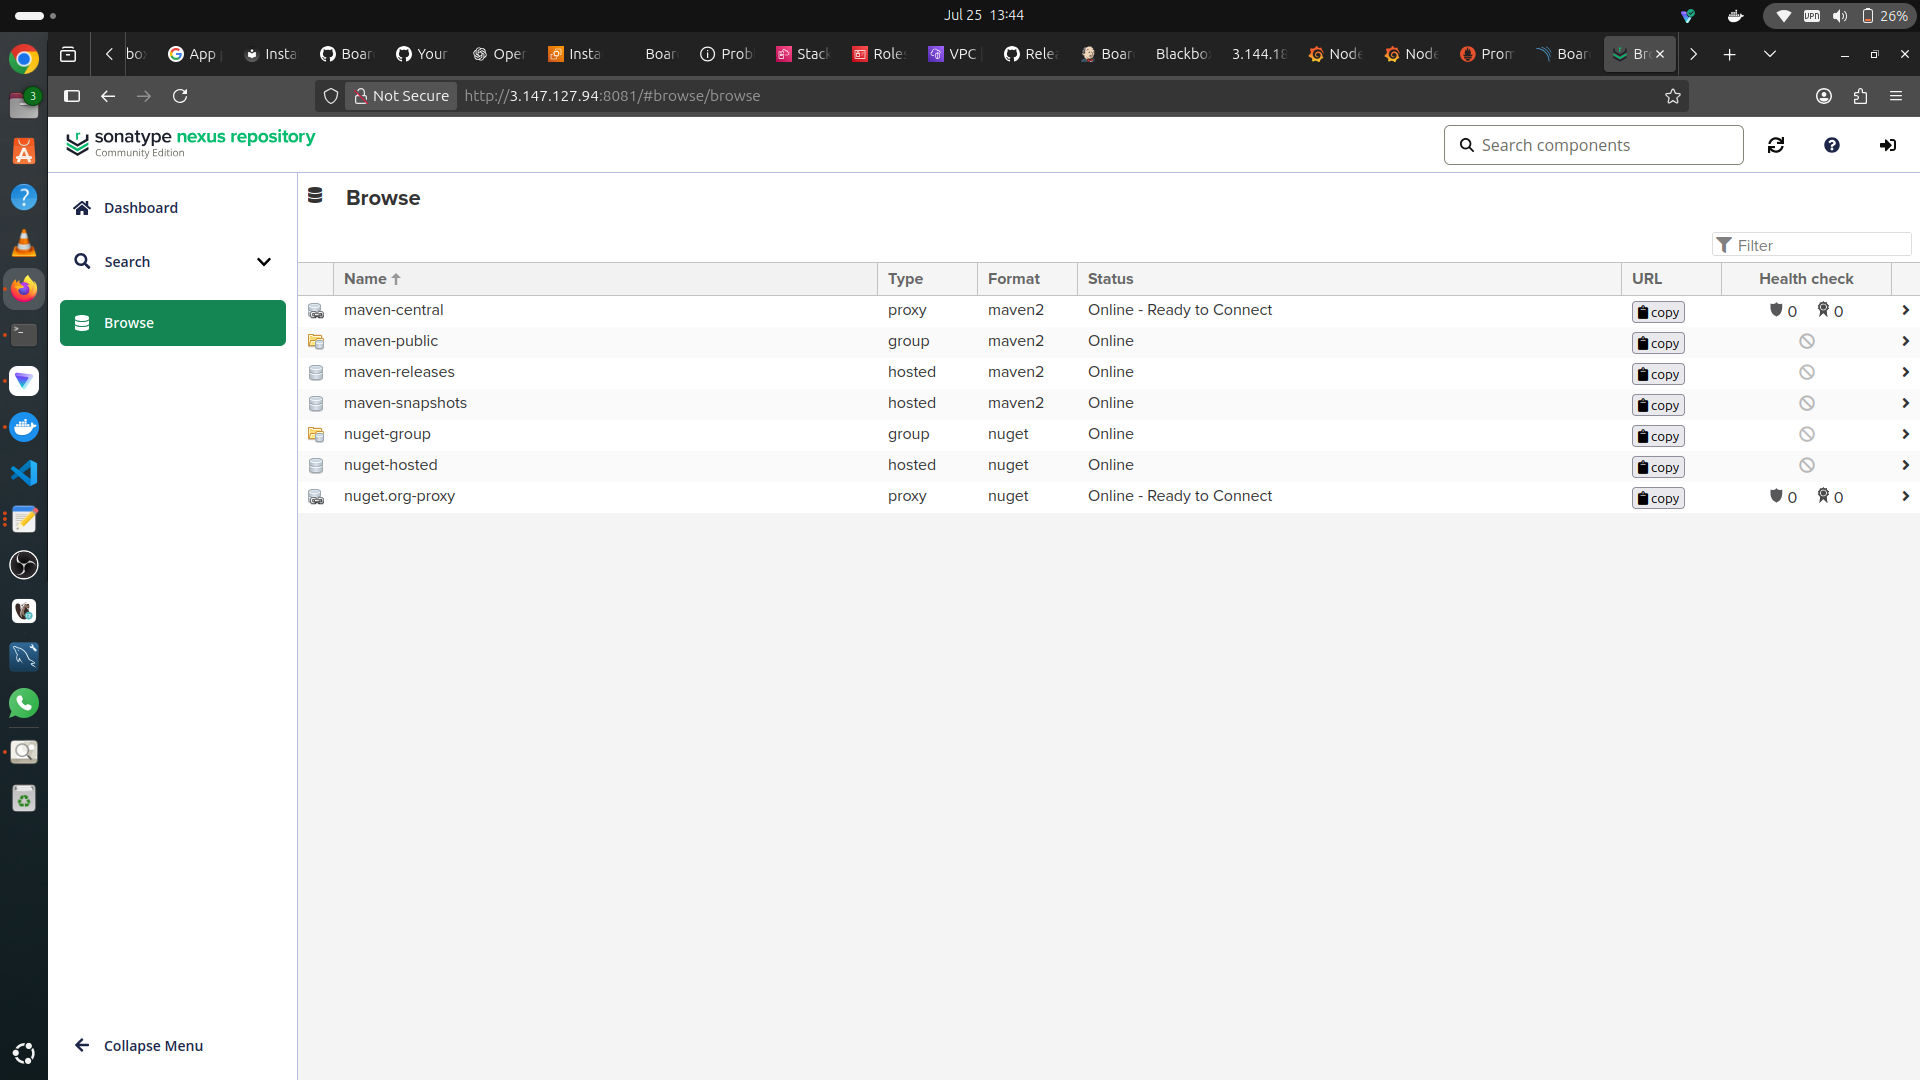 Jul 25 13:44
VPN
26%
App
Insta
Boar
Your
Oper
Insta
Boar
Prob
Stack
Role
VPC
Rele
Boar
Blackbo
3.144.18
Node
Node
Pron
Boar
Br
3
Not Secure
http://3.147.127.94:8081/#browse/browse
sonatype nexus repository
Community Edition
Search components
Dashboard
Search
Browse
Collapse Menu
Browse
Filter
Name Type Format Status URL Health check
maven-central proxy maven2 Online - Ready to Connect copy 0 0
maven-public group maven2 Online copy
maven-releases hosted maven2 Online copy
maven-snapshots hosted maven2 Online copy
nuget-group group nuget Online copy
nuget-hosted hosted nuget Online copy
nuget.org-proxy proxy nuget Online - Ready to Connect copy 0 0